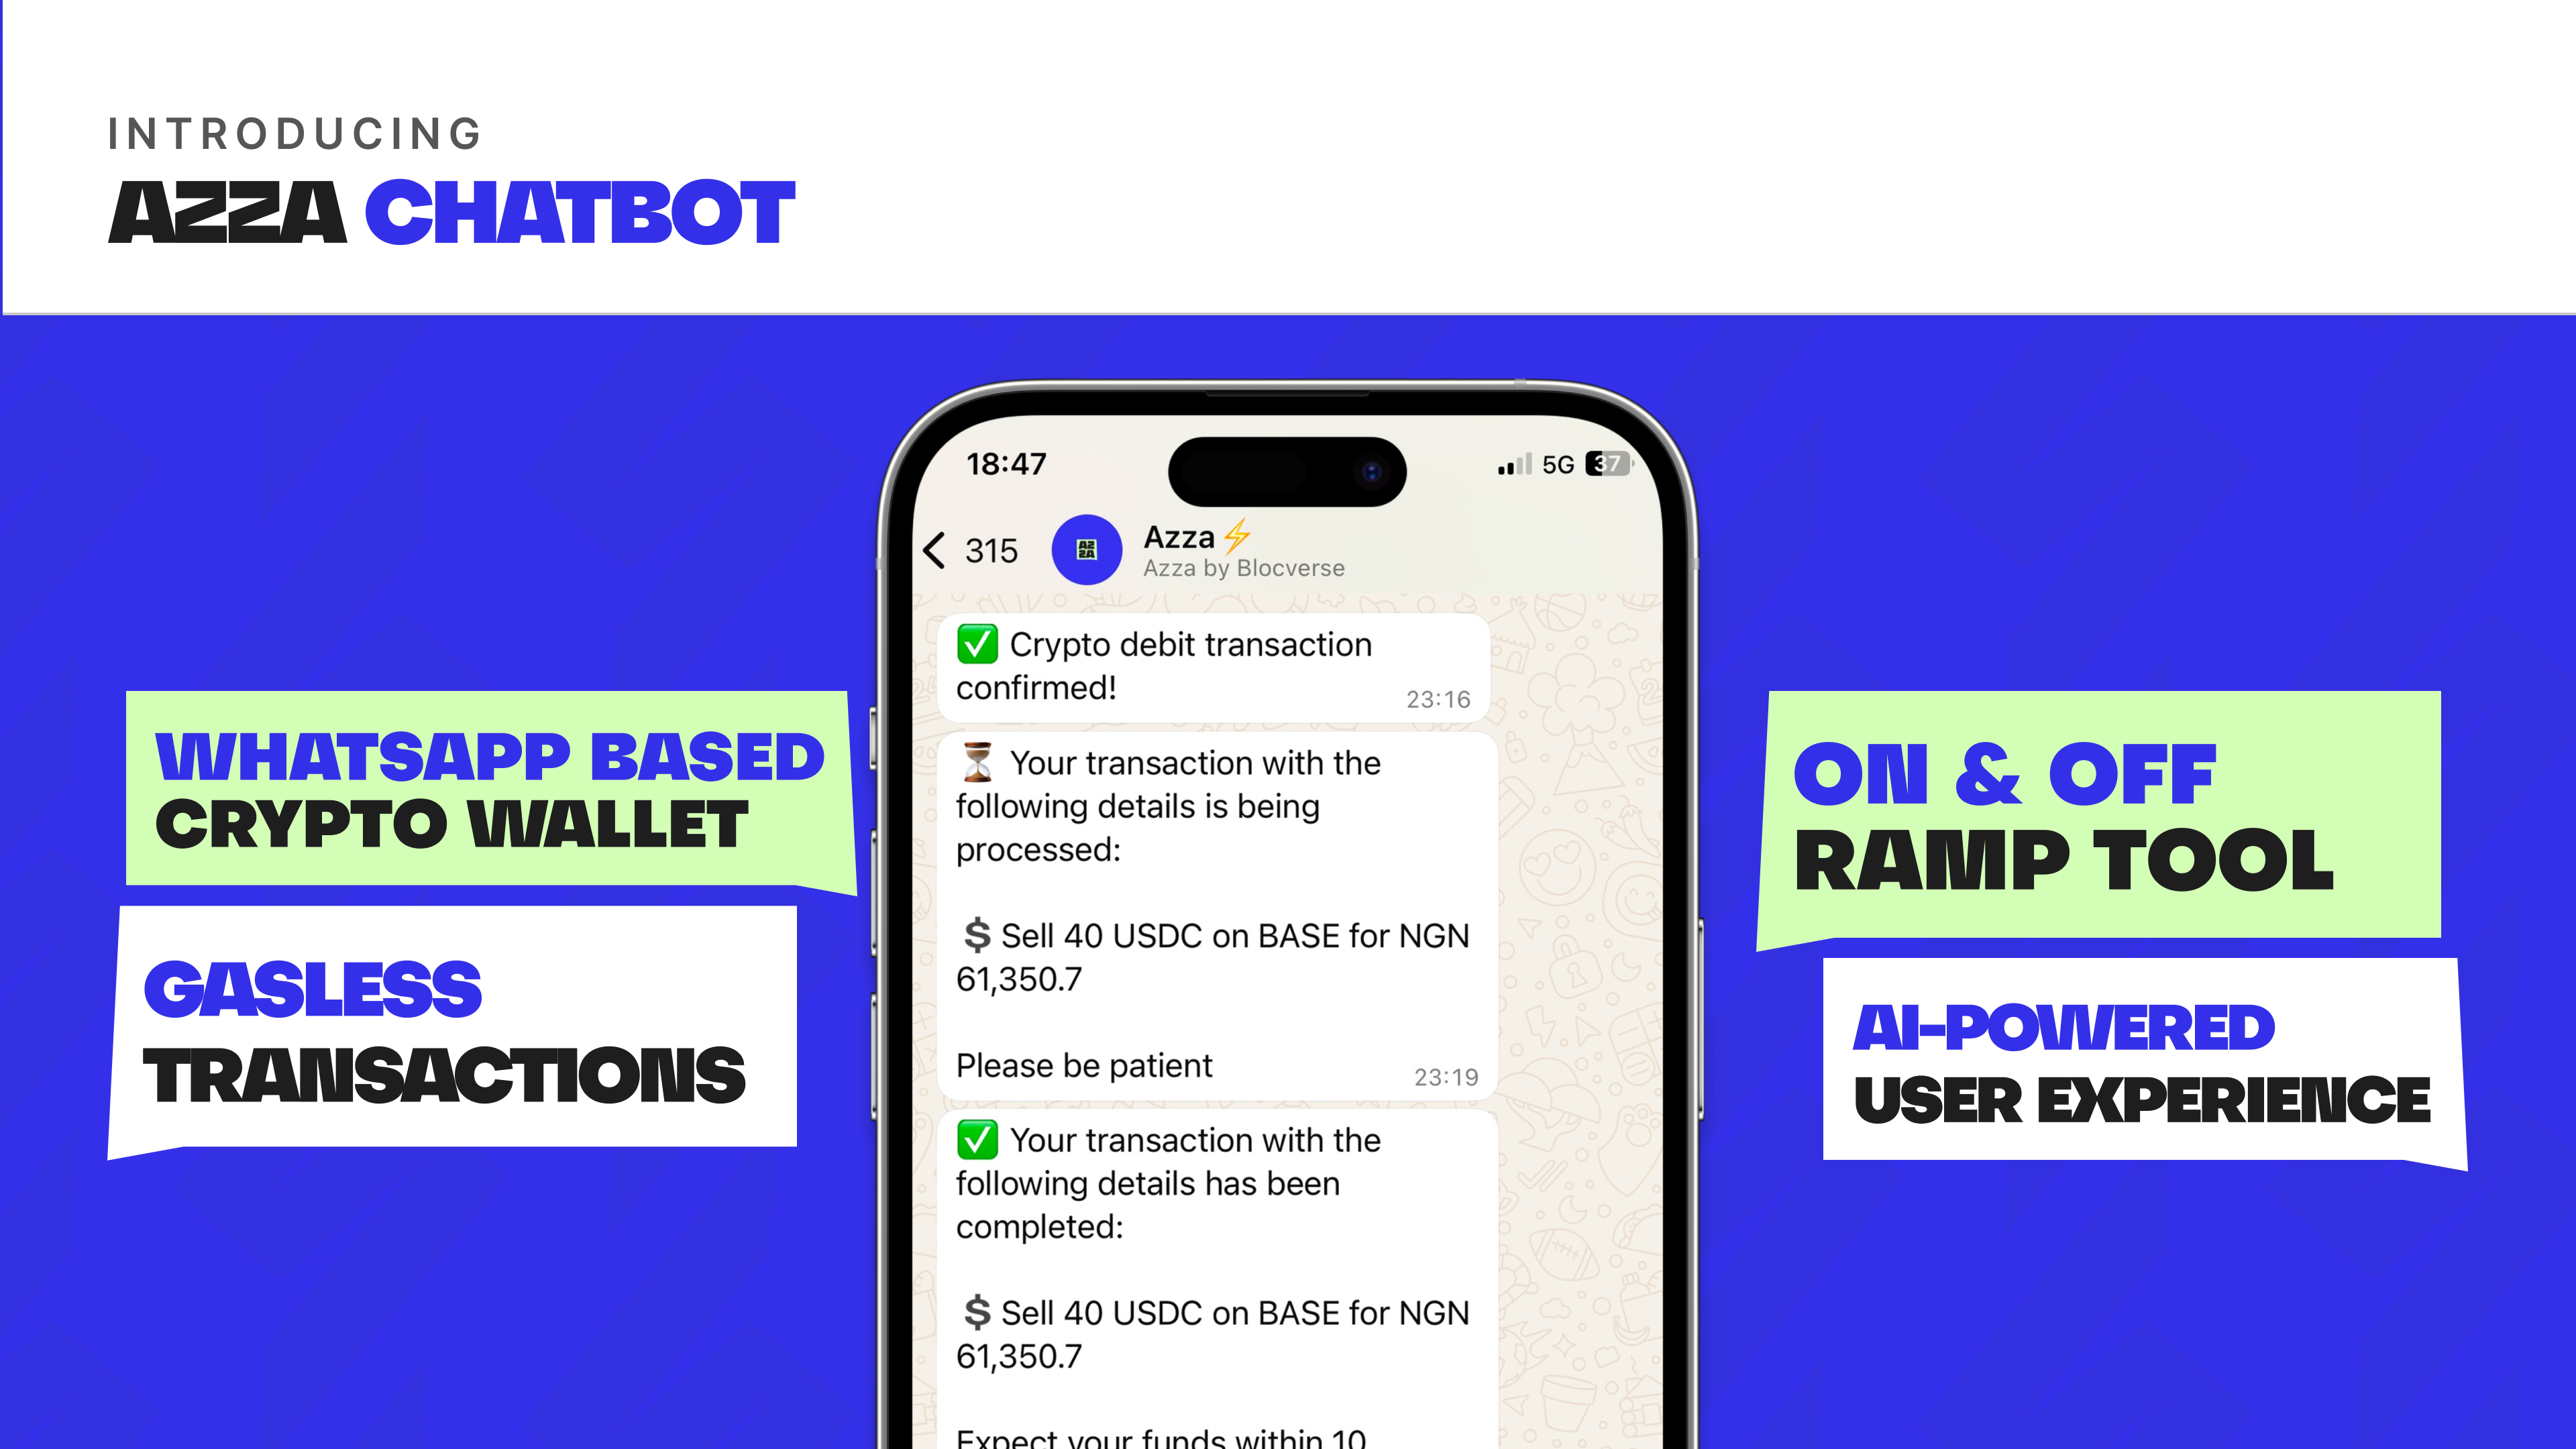 INTRODUCING
AZZA CHATBOT
WHATSAPP BASED
CRYPTO WALLET
GASLESS
TRANSACTIONS
18:47
5G 37
315
AZ
ZA
Azza⚡
Azza by Blocverse
✅ Crypto debit transaction
confirmed!
23:16
⏳ Your transaction with the
following details is being
processed:
💲Sell 40 USDC on BASE for NGN
61,350.7
Please be patient
23:19
✅ Your transaction with the
following details has been
completed:
💲Sell 40 USDC on BASE for NGN
61,350.7
Expect your funds within 10
ON & OFF
RAMP TOOL
AI-POWERED
USER EXPERIENCE